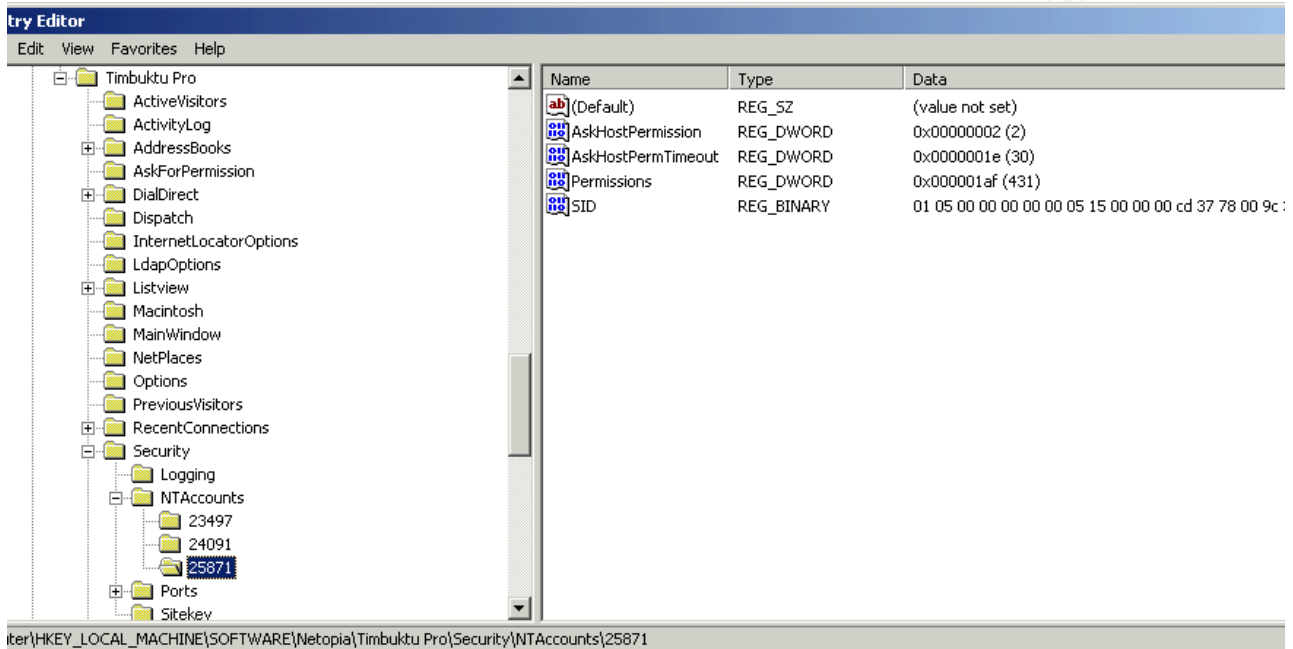 try Editor
Edit View Favorites Help
Timbuktu Pro
ActiveVisitors
ActivityLog
AddressBooks
AskForPermission
DialDirect
Dispatch
InternetLocatorOptions
LdapOptions
Listview
Macintosh
MainWindow
NetPlaces
Options
PreviousVisitors
RecentConnections
Security
Logging
NTAccounts
23497
24091
25871
Ports
Sitekey
Name Type Data
(Default) REG_SZ (value not set)
AskHostPermission REG_DWORD 0x00000002 (2)
AskHostPermTimeout REG_DWORD 0x0000001e (30)
Permissions REG_DWORD 0x000001af (431)
SID REG_BINARY 01 05 00 00 00 00 00 05 15 00 00 00 cd 37 78 00 9c
uter\HKEY_LOCAL_MACHINE\SOFTWARE\Netopia\Timbuktu Pro\Security\NTAccounts\25871